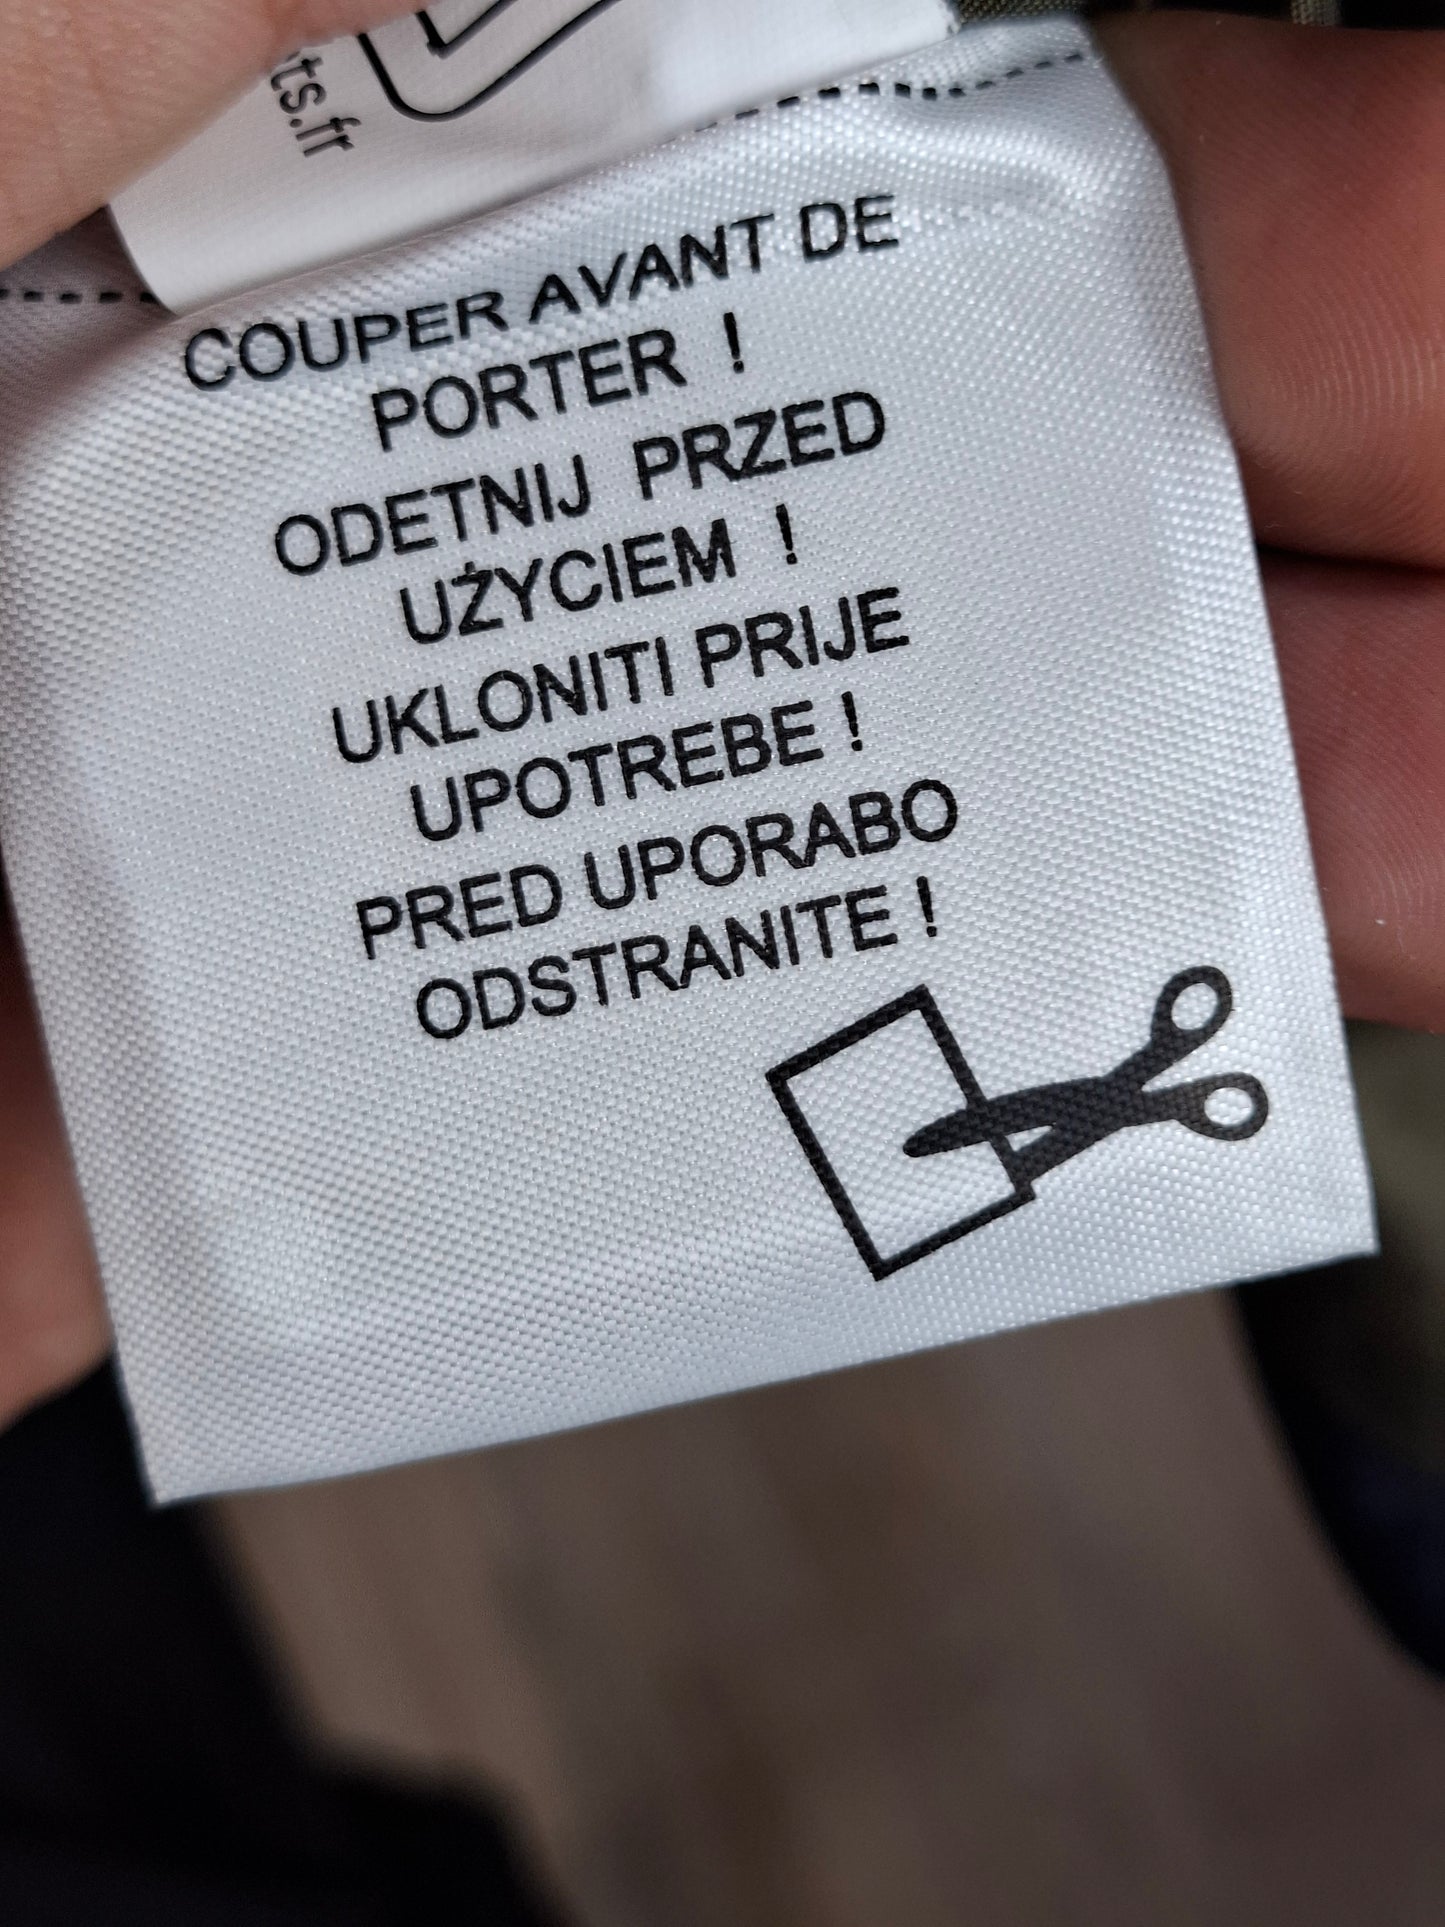 ts.fr
COUPER AVANT DE
PORTER !
ODETNIJ PRZED
UŻYCIEM !
UKLONITI PRIJE
UPOTREBE !
PRED UPORABO
ODSTRANITE !